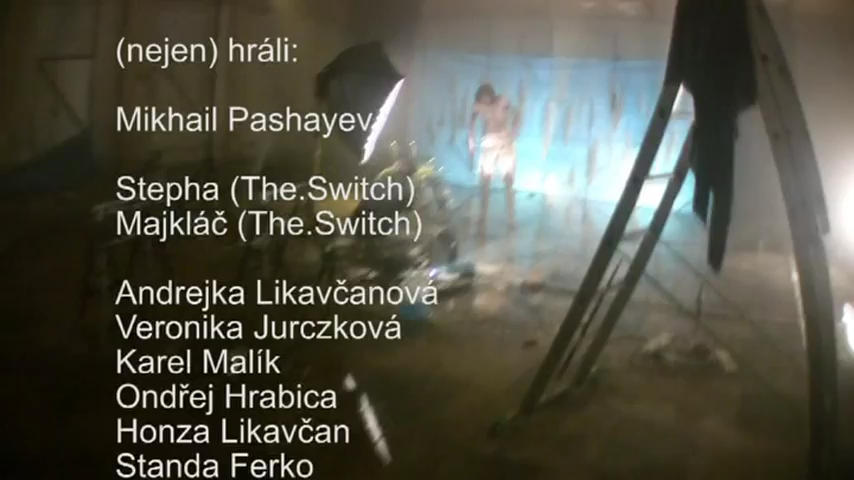 (nejen) hráli:
Mikhail Pashayev
Stepha (The.Switch)
Majkláč (The.Switch)
Andrejka Likavčanová
Veronika Jurczková
Karel Malík
Ondřej Hrabica
Honza Likavčan
Standa Ferko